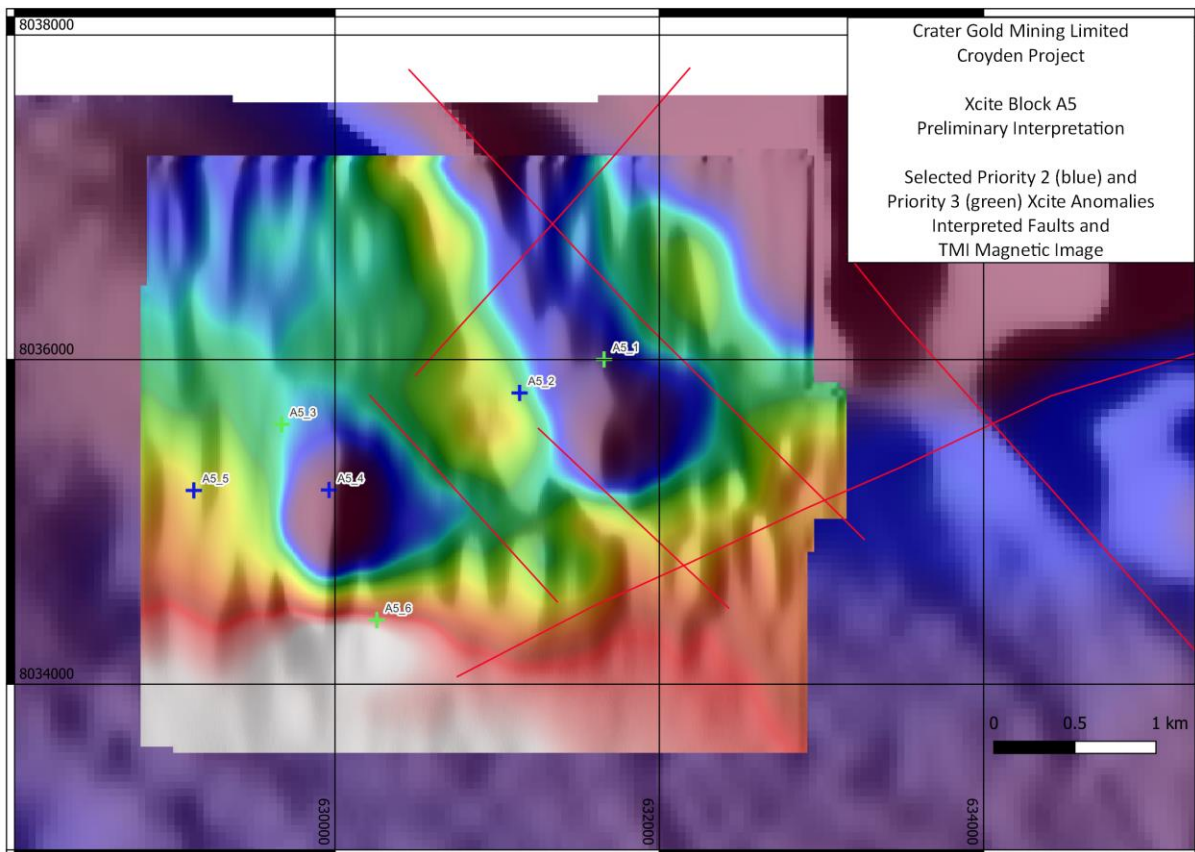 8038000
Crater Gold Mining Limited
Croyden Project
Xcite Block A5
Preliminary Interpretation
Selected Priority 2 (blue) and
Priority 3 (green) Xcite Anomalies
Interpreted Faults and
TMI Magnetic Image
8036000
A5_1
A5_2
A5_3
A5_5
A5_4
A5_6
8034000
0 0.5 1 km
630000
632000
634000